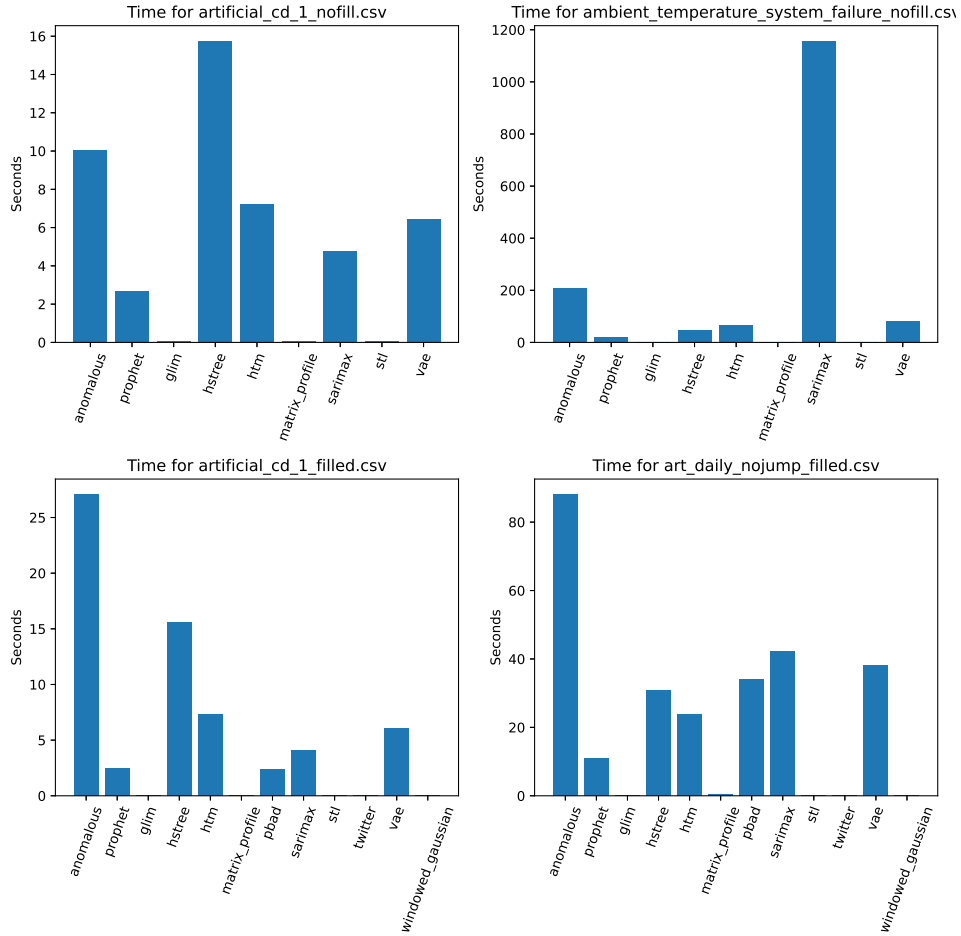 Time for artificial_cd_1_nofill.csv
Seconds
16
14
12
10
8
6
4
2
0
anomalous
prophet
glim
hstree
htm
matrix_profile
sarimax
stl
vae
Time for ambient_temperature_system_failure_nofill.csv
Seconds
1200
1000
800
600
400
200
0
anomalous
prophet
glim
hstree
htm
matrix_profile
sarimax
stl
vae
Time for artificial_cd_1_filled.csv
Seconds
25
20
15
10
5
0
anomalous
prophet
glim
hstree
htm
matrix_profile
pbad
sarimax
stl
twitter
vae
windowed_gaussian
Time for art_daily_nojump_filled.csv
Seconds
80
60
40
20
0
anomalous
prophet
glim
hstree
htm
matrix_profile
pbad
sarimax
stl
twitter
vae
windowed_gaussian